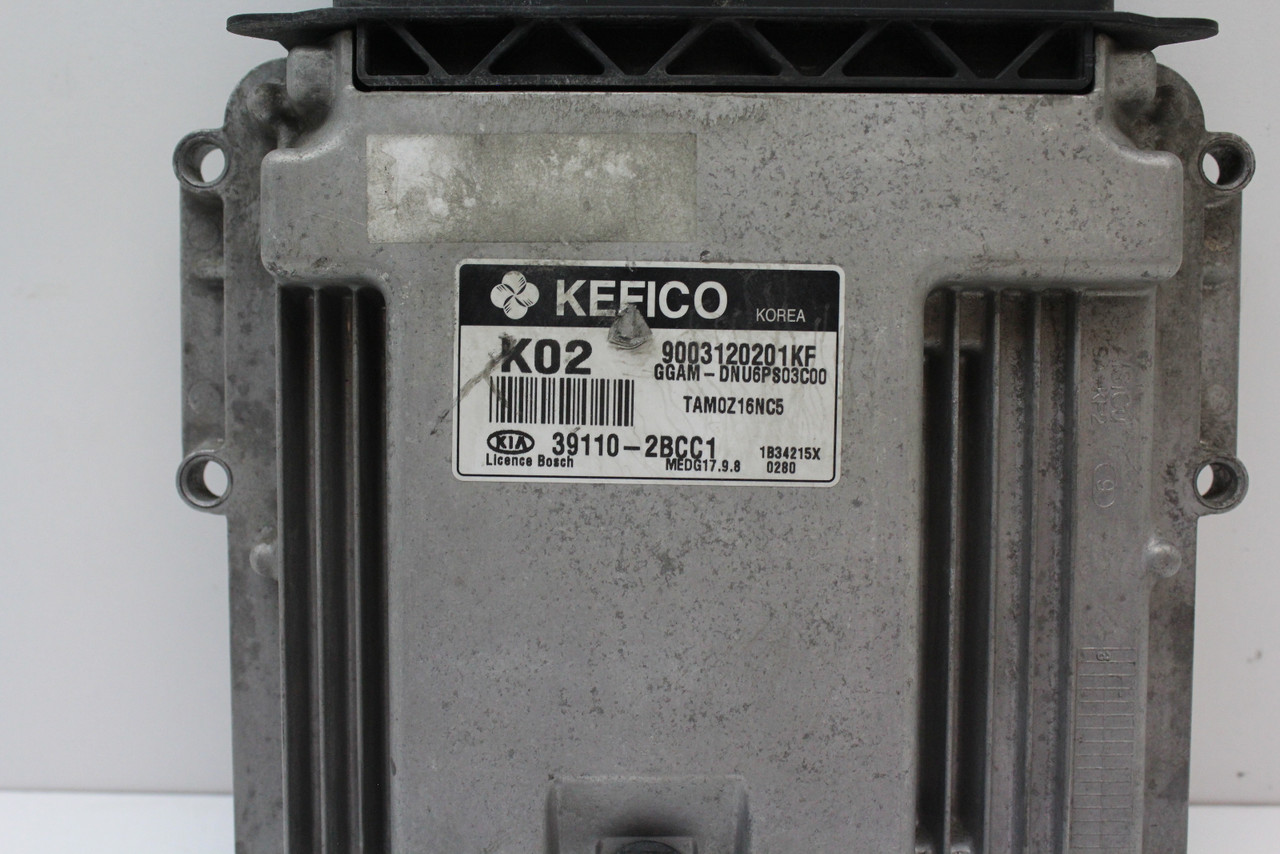 KEFICO KOREA
K02 9003120201KF
GGAM-DNU6PS03C00
TAM0Z16NC5
KIA 39110-2BCC1 1B34215X
Licence Bosch MEDG17.9.8 0280